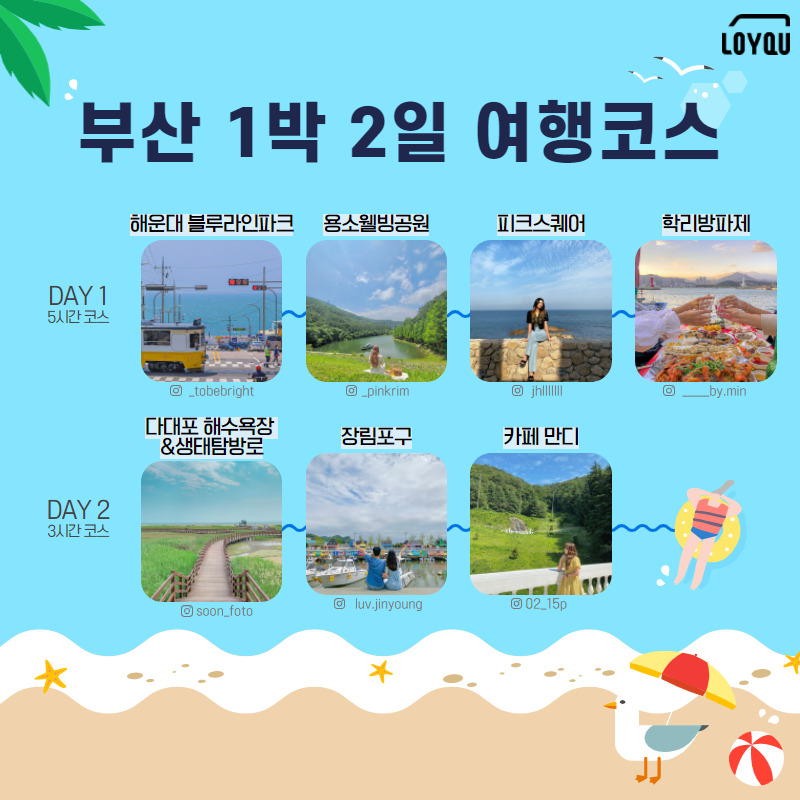 LOYQU
부산 1박 2일 여행코스
해운대 블루라인파크
용소웰빙공원
피크스퀘어
학리방파제
DAY 1
5시간 코스
_tobebright
_pinkrim
jhlllllll
____by.min
다대포 해수욕장
&생태탐방로
장림포구
카페 만디
DAY 2
3시간 코스
soon_foto
luv.jinyoung
02_15p